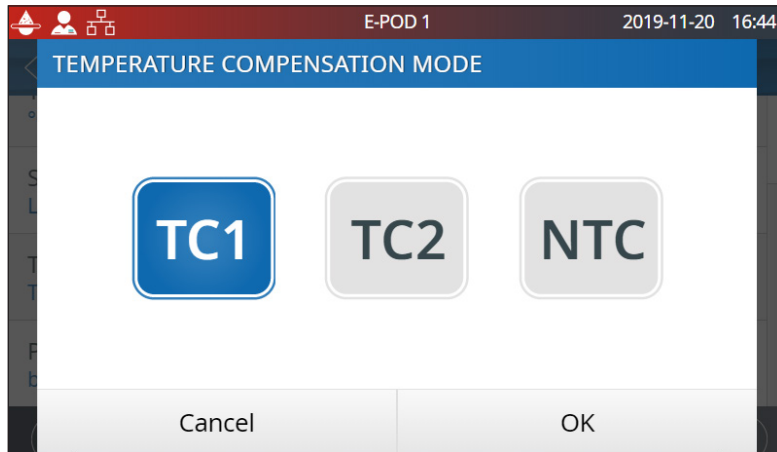 E-POD 1 2019-11-20 16:44
TEMPERATURE COMPENSATION MODE
TC1 TC2 NTC
Cancel OK